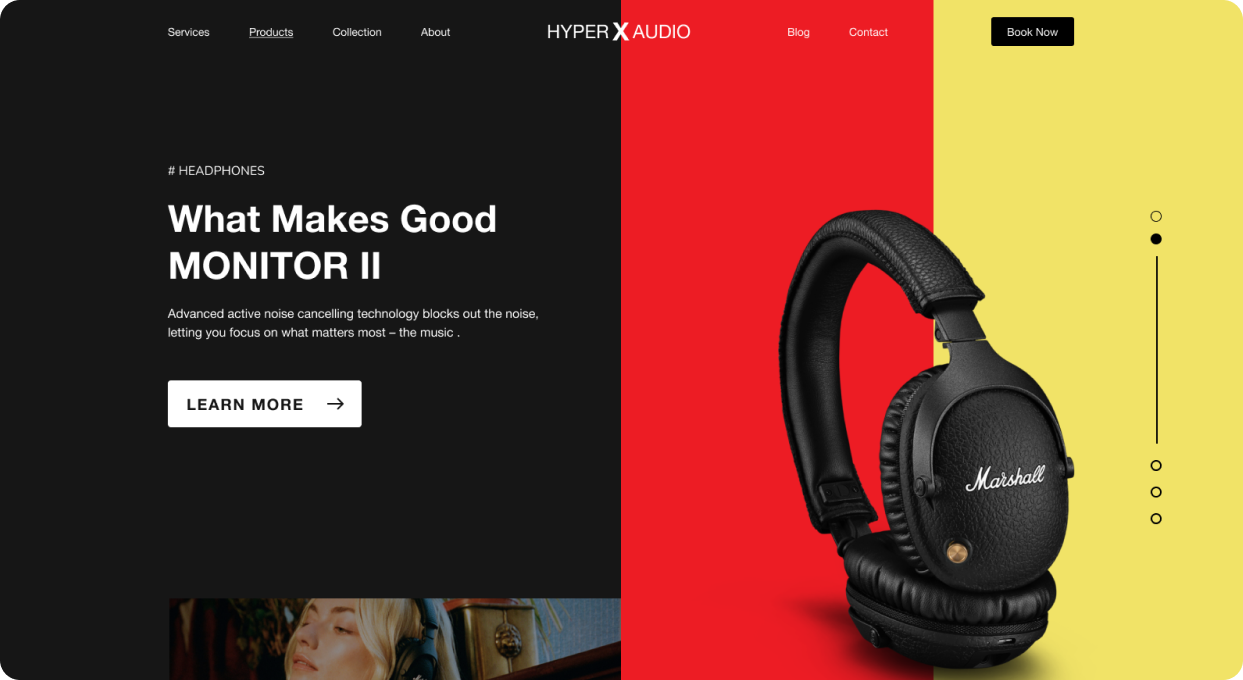 Services
Products
Collection
About
HYPER X AUDIO
Blog
Contact
Book Now
# HEADPHONES
What Makes Good
MONITOR II
Advanced active noise cancelling technology blocks out the noise,
letting you focus on what matters most – the music .
LEARN MORE
Marshall